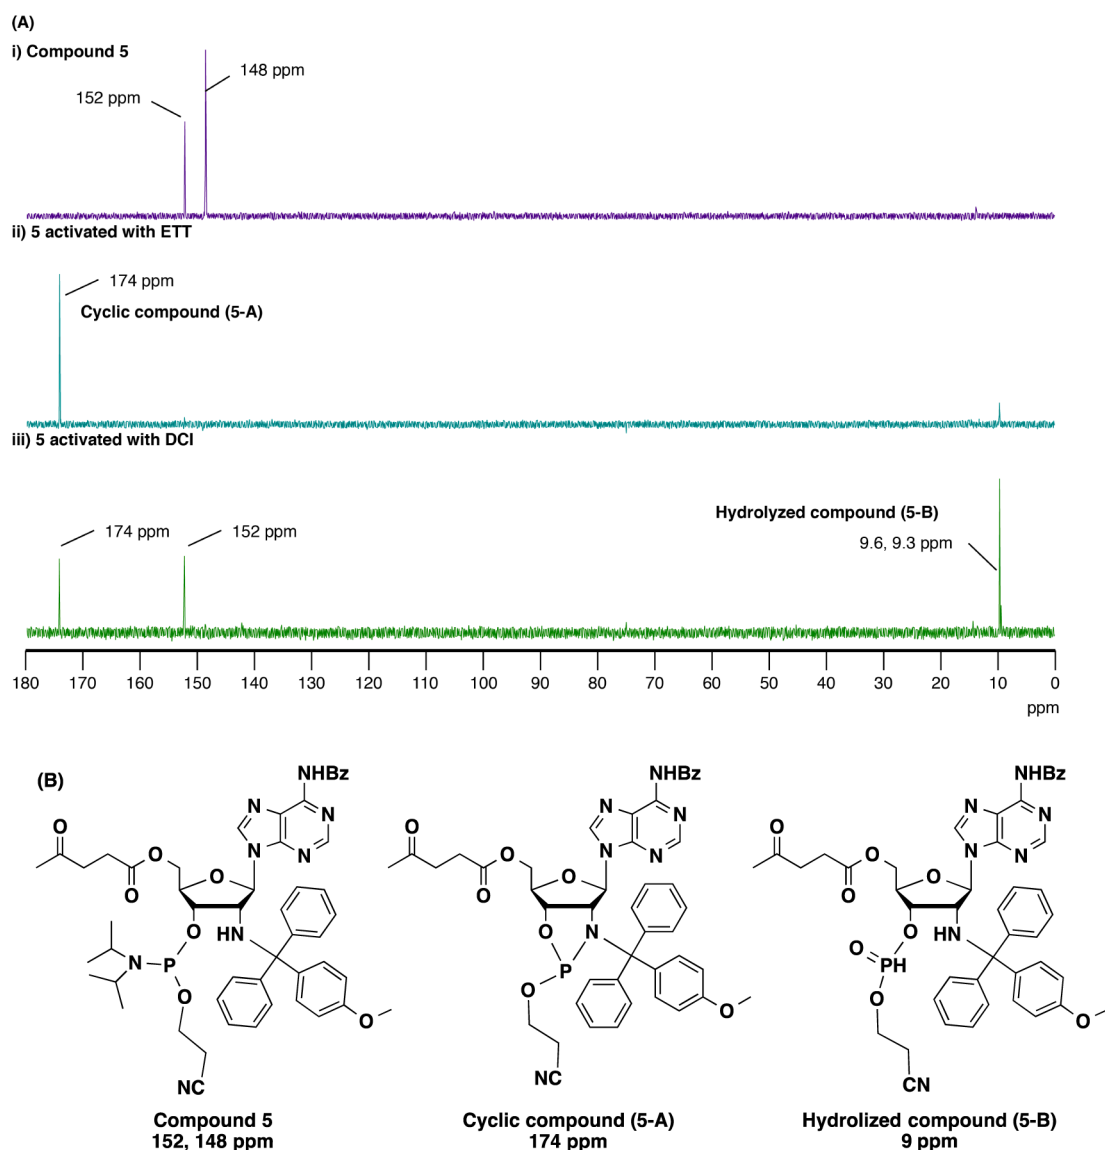 (A)
i) Compound 5
148 ppm
152 ppm
ii) 5 activated with ETT
174 ppm
Cyclic compound (5-A)
iii) 5 activated with DCI
Hydrolyzed compound (5-B)
174 ppm
152 ppm
9.6, 9.3 ppm
180 170 160 150 140 130 120 110 100 90 80 70 60 50 40 30 20 10 0
ppm
(B)
NHBz NHBz NHBz
N N N N N N
O O O
O O O
N N N N N N
O O O
O O O
O HN O N O HN
N P P O PH
O O O
O O O
NC NC CN
Compound 5 Cyclic compound (5-A) Hydrolized compound (5-B)
152, 148 ppm 174 ppm 9 ppm